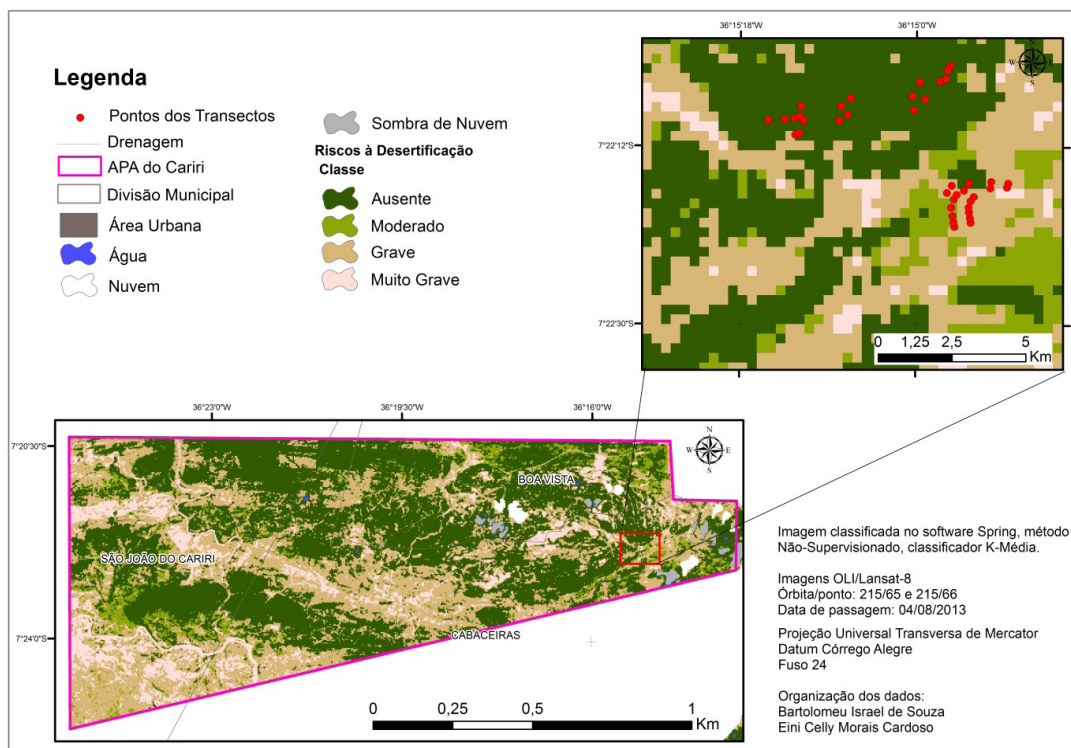 Legenda
Pontos dos Transectos
Drenagem
APA do Cariri
Divisão Municipal
Área Urbana
Água
Nuvem
Sombra de Nuvem
Riscos à Desertificação
Classe
Ausente
Moderado
Grave
Muito Grave
36°15'18"W
36°15'0"W
N
W
E
S
7°22'12"S
7°22'30"S
0
1,25
2,5
5
Km
36°23'0"W
36°19'30"W
36°16'0"W
7°20'30"S
7°24'0"S
N
W
E
S
BOA VISTA
SÃO JOÃO DO CARIRI
CABACEIRAS
0
0,25
0,5
1
Km
Imagem classificada no software Spring, método
Não-Supervisionado, classificador K-Média.
Imagens OLI/Lansat-8
Órbita/ponto: 215/65 e 215/66
Data de passagem: 04/08/2013
Projeção Universal Transversa de Mercator
Datum Córrego Alegre
Fuso 24
Organização dos dados:
Bartolomeu Israel de Souza
Eini Celly Morais Cardoso